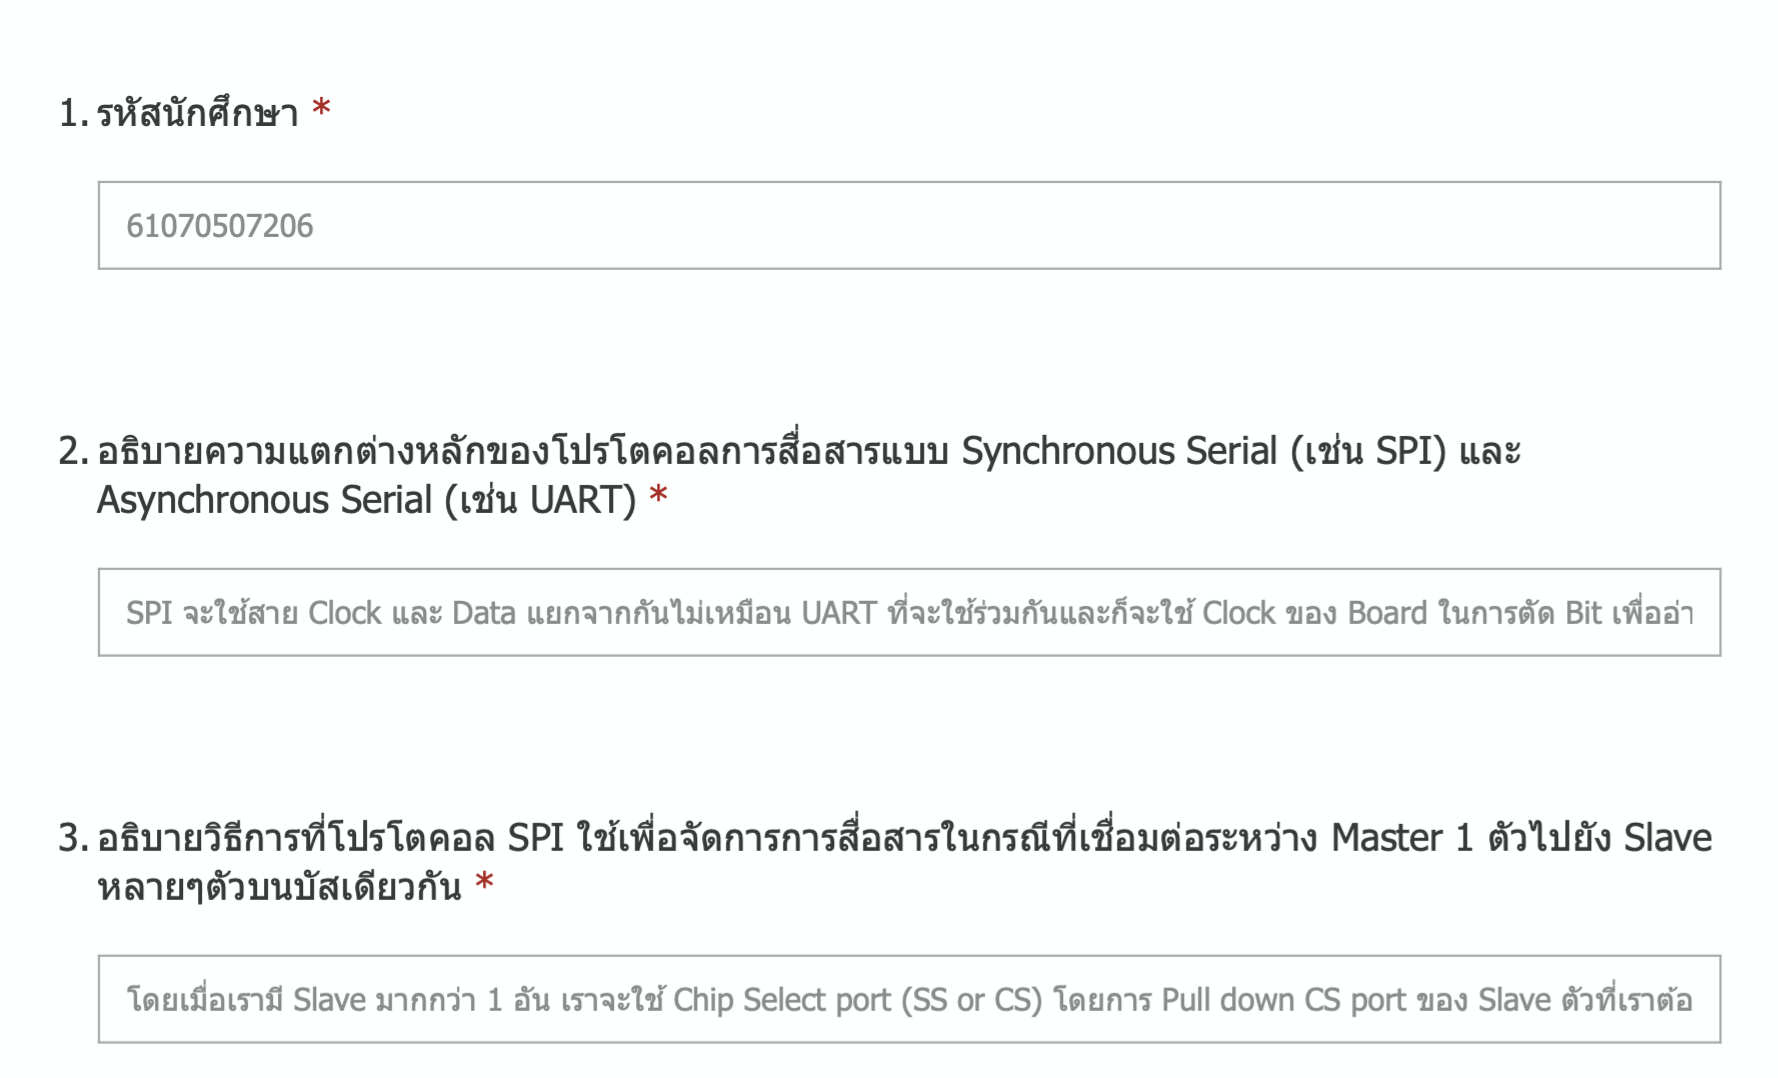 1. รหัสนักศึกษา *
61070507206
2. อธิบายความแตกต่างหลักของโปรโตคอลการสื่อสารแบบ Synchronous Serial (เช่น SPI) และ
Asynchronous Serial (เช่น UART) *
SPI จะใช้สาย Clock และ Data แยกจากกันไม่เหมือน UART ที่จะใช้ร่วมกันและก็จะใช้ Clock ของ Board ในการตัด Bit เพื่ออ่า
3. อธิบายวิธีการที่โปรโตคอล SPI ใช้เพื่อจัดการการสื่อสารในกรณีที่เชื่อมต่อระหว่าง Master 1 ตัวไปยัง Slave
หลายๆตัวบนบัสเดียวกัน *
โดยเมื่อเรามี Slave มากกว่า 1 อัน เราจะใช้ Chip Select port (SS or CS) โดยการ Pull down CS port ของ Slave ตัวที่เราต้อ